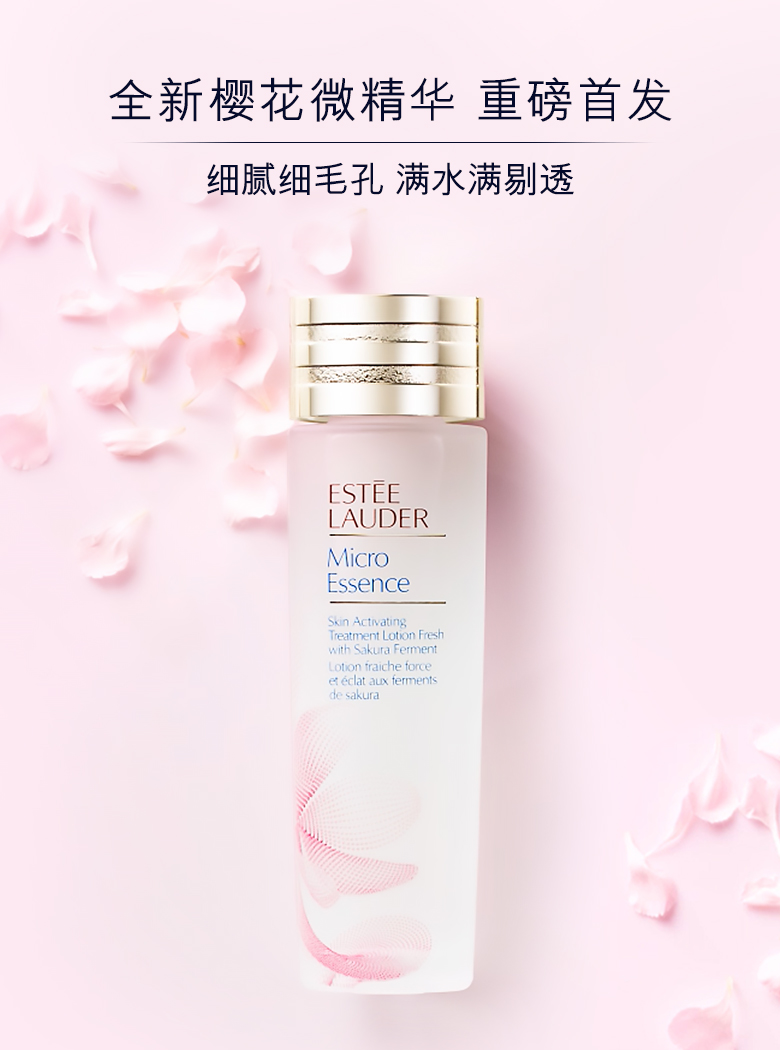 全新樱花微精华 重磅首发
细腻细毛孔 满水满剔透
ESTĒE
LAUDER
Micro
Essence
Skin Activating
Treatment Lotion Fresh
with Sakura Ferment
Lotion fraîche force
et éclat aux ferments
de sakura